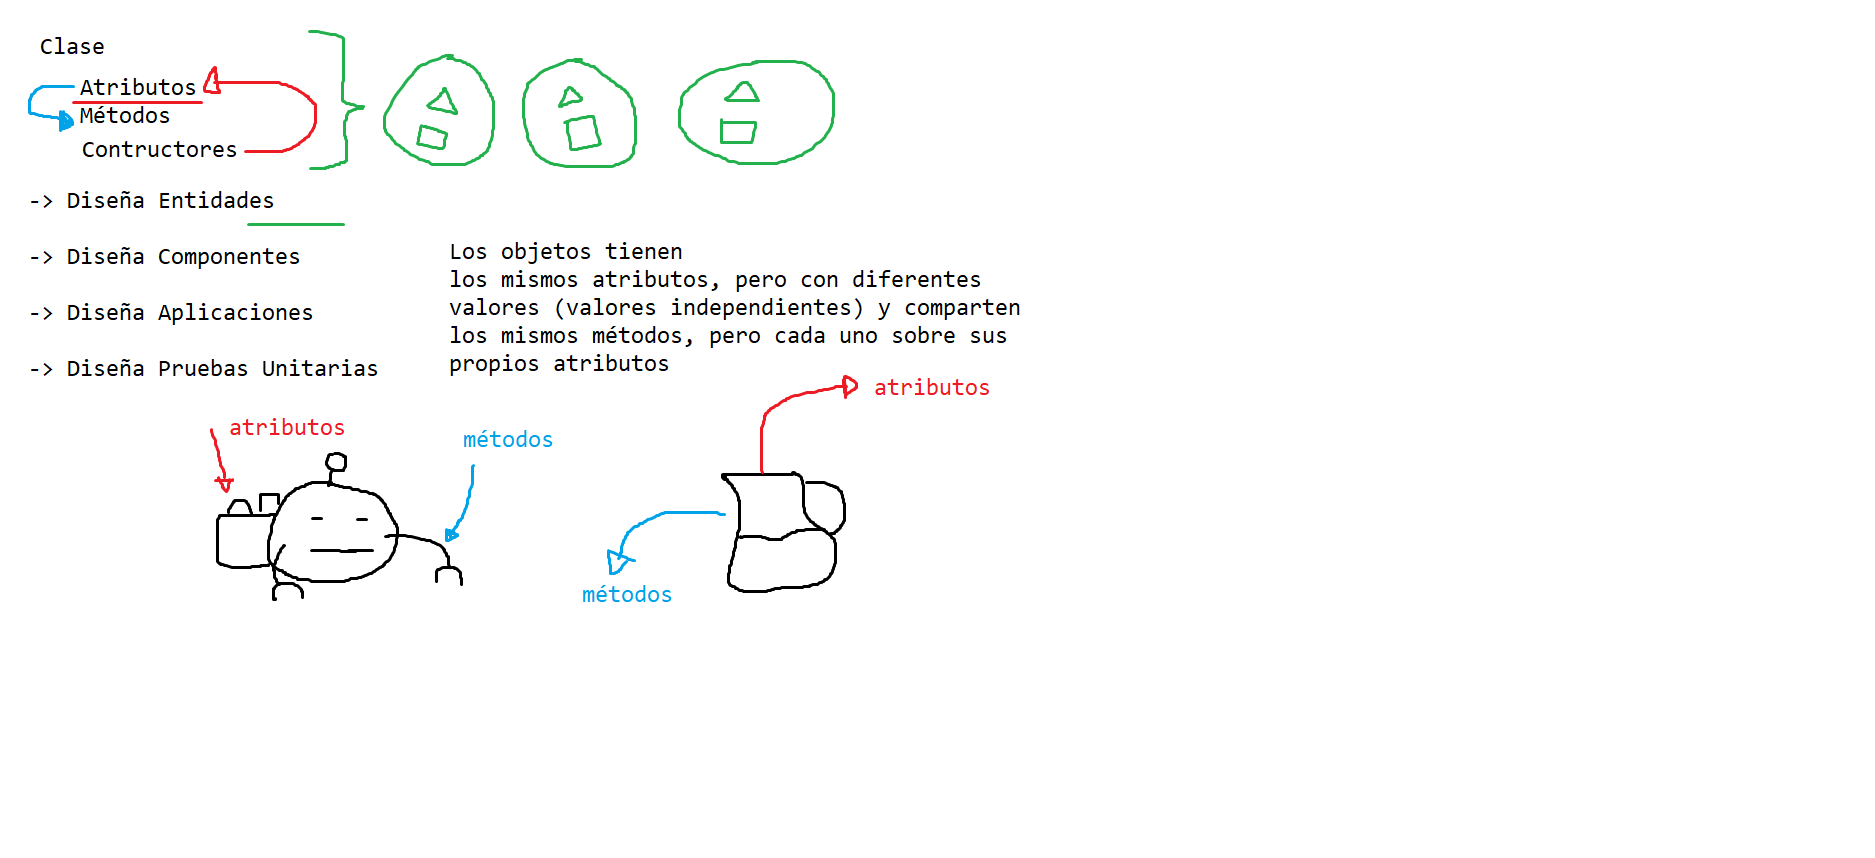 Clase
Atributos
Métodos
Contructores
-> Diseña Entidades
-> Diseña Componentes
-> Diseña Aplicaciones
-> Diseña Pruebas Unitarias
Los objetos tienen
los mismos atributos, pero con diferentes
valores (valores independientes) y comparten
los mismos métodos, pero cada uno sobre sus
propios atributos
atributos
métodos
atributos
métodos